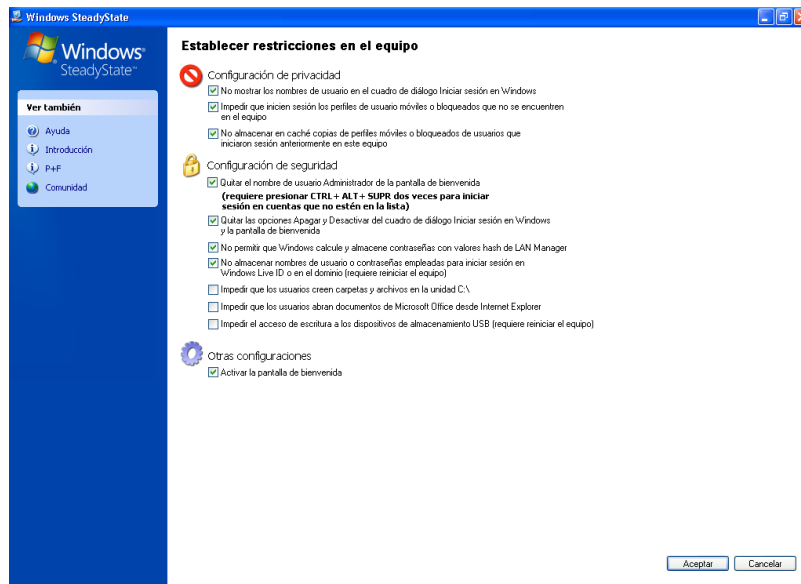 Windows SteadyState
Windows®
SteadyState™
Ver también
Ayuda
Introducción
P+F
Comunidad
Establecer restricciones en el equipo
Configuración de privacidad
No mostrar los nombres de usuario en el cuadro de diálogo Iniciar sesión en Windows
Impedir que inicien sesión los perfiles de usuario móviles o bloqueados que no se encuentren
en el equipo
No almacenar en caché copias de perfiles móviles o bloqueados de usuarios que
iniciaron sesión anteriormente en este equipo
Configuración de seguridad
Quitar el nombre de usuario Administrador de la pantalla de bienvenida
(requiere presionar CTRL+ ALT+ SUPR dos veces para iniciar
sesión en cuentas que no estén en la lista)
Quitar las opciones Apagar y Desactivar del cuadro de diálogo Iniciar sesión en Windows
y la pantalla de bienvenida
No permitir que Windows calcule y almacene contraseñas con valores hash de LAN Manager
No almacenar nombres de usuario o contraseñas empleadas para iniciar sesión en
Windows Live ID o en el dominio (requiere reiniciar el equipo)
Impedir que los usuarios creen carpetas y archivos en la unidad C:\
Impedir que los usuarios abran documentos de Microsoft Office desde Internet Explorer
Impedir el acceso de escritura a los dispositivos de almacenamiento USB (requiere reiniciar el equipo)
Otras configuraciones
Activar la pantalla de bienvenida
Aceptar
Cancelar